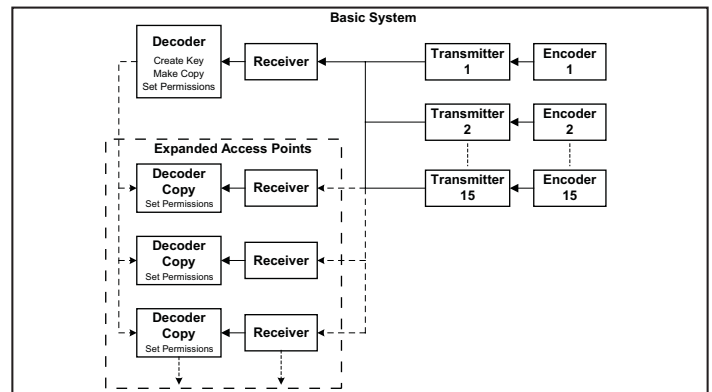 Basic System
Decoder
Create Key
Make Copy
Set Permissions
Receiver
Transmitter
1
Encoder
1
Transmitter
2
Encoder
2
Expanded Access Points
Decoder
Copy
Set Permissions
Receiver
Transmitter
15
Encoder
15
Decoder
Copy
Set Permissions
Receiver
Decoder
Copy
Set Permissions
Receiver